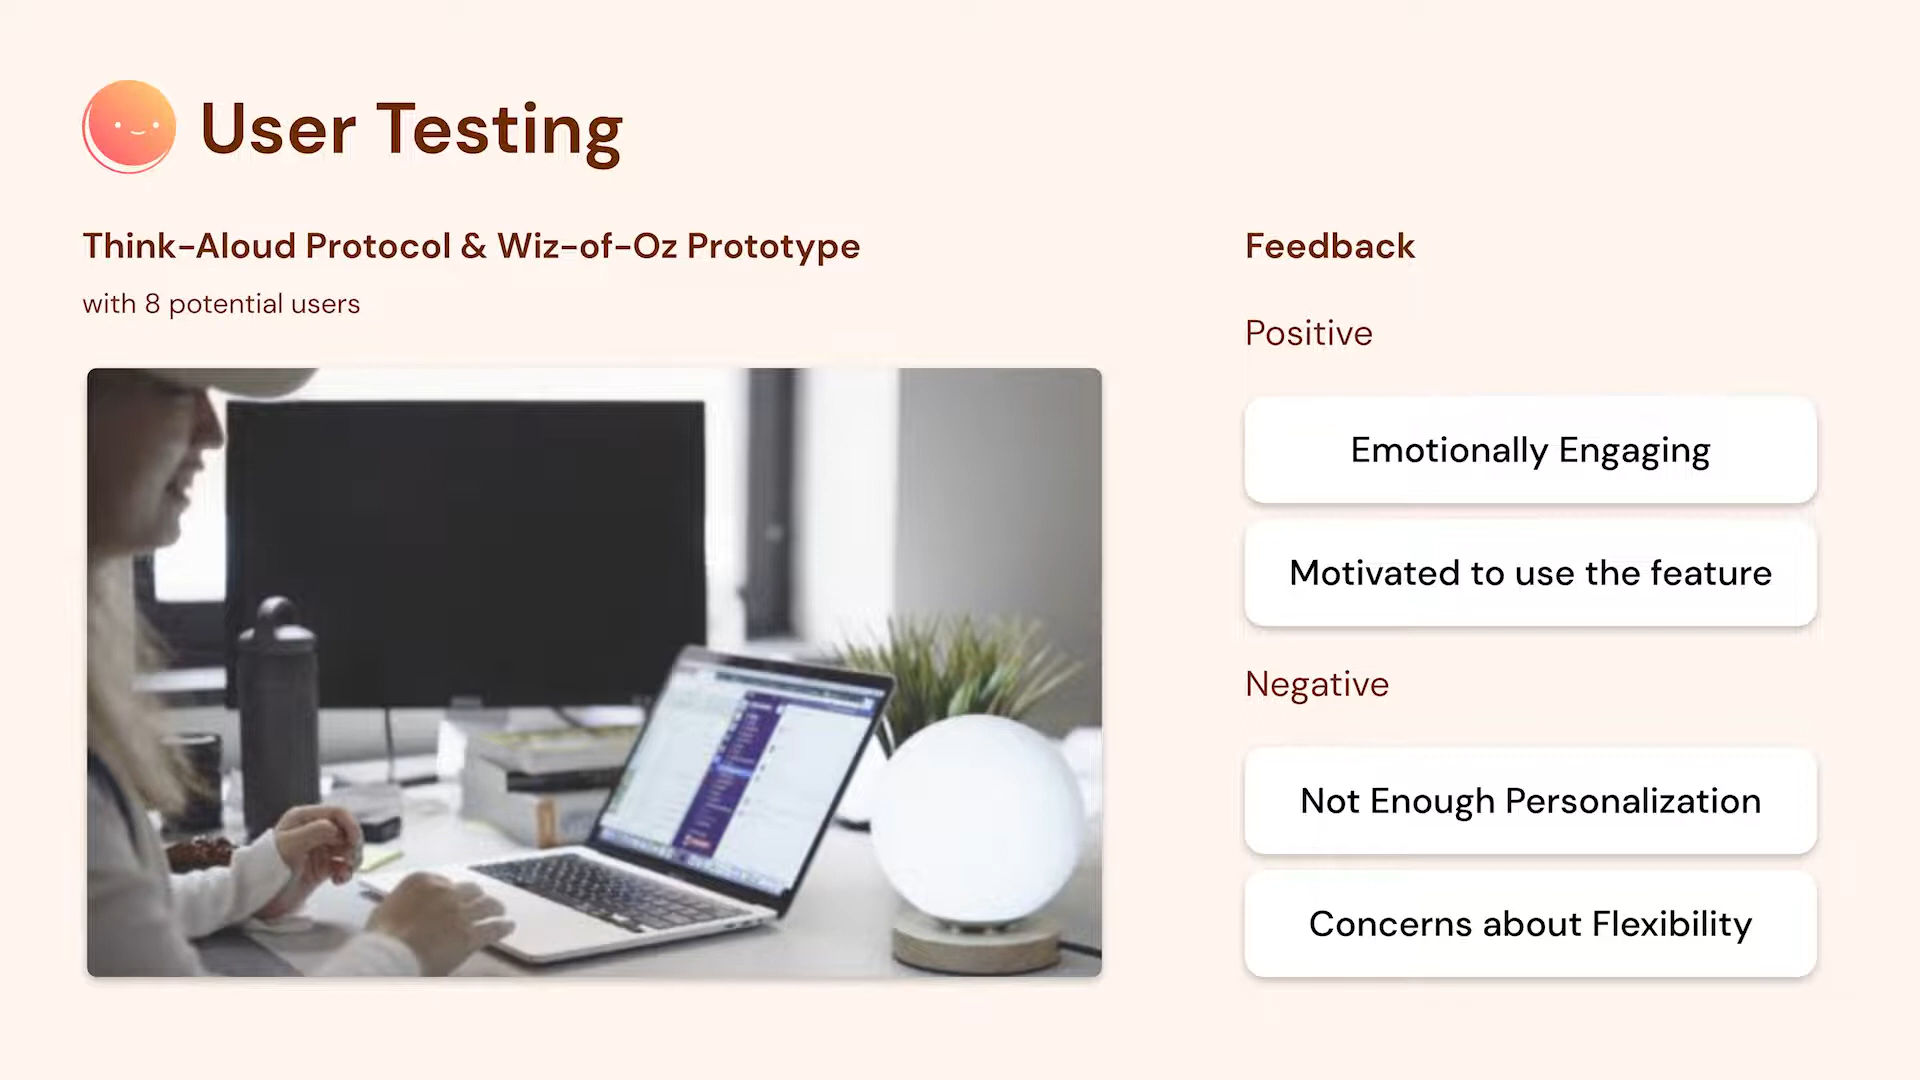 User Testing
Think-Aloud Protocol & Wiz-of-Oz Prototype
with 8 potential users
Feedback
Positive
Emotionally Engaging
Motivated to use the feature
Negative
Not Enough Personalization
Concerns about Flexibility